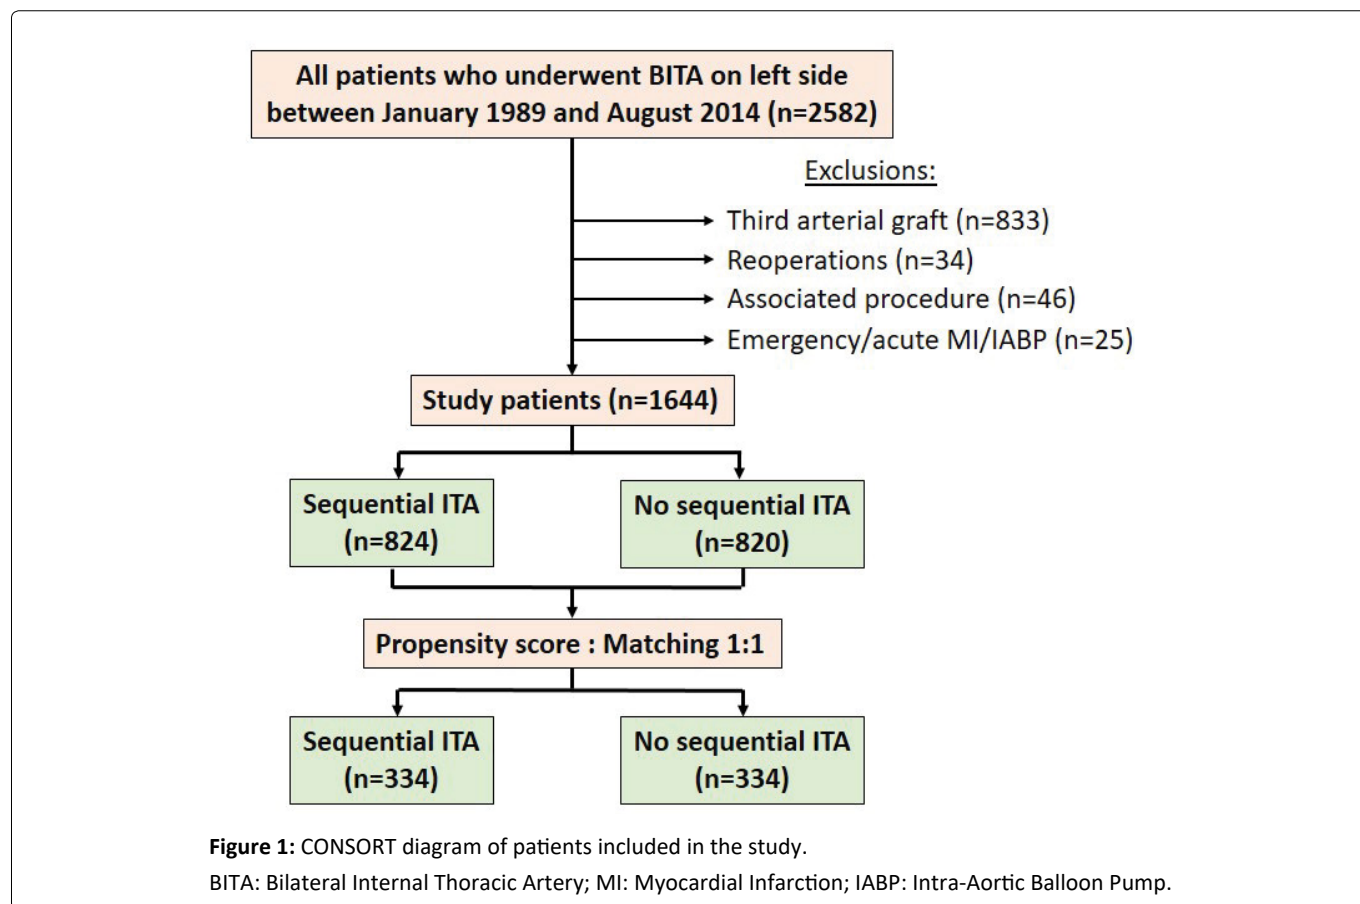 All patients who underwent BITA on left side
between January 1989 and August 2014 (n=2582)
Exclusions:
Third arterial graft (n=833)
Reoperations (n=34)
Associated procedure (n=46)
Emergency/acute MI/IABP (n=25)
Study patients (n=1644)
Sequential ITA
(n=824)
No sequential ITA
(n=820)
Propensity score : Matching 1:1
Sequential ITA
(n=334)
No sequential ITA
(n=334)
Figure 1: CONSORT diagram of patients included in the study.
BITA: Bilateral Internal Thoracic Artery; MI: Myocardial Infarction; IABP: Intra-Aortic Balloon Pump.